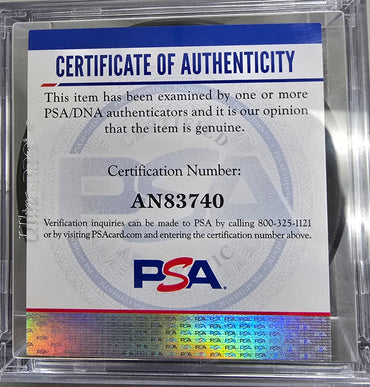 CERTIFICATE OF AUTHENTICITY
This item has been examined by one or more
PSA/DNA authenticators and it is our opinion
that the item is genuine.
Certification Number:
AN83740
Verification inquiries can be made to PSA by calling 800-325-1121
or by visiting PSAcard.com and entering the certification number above.
PSA